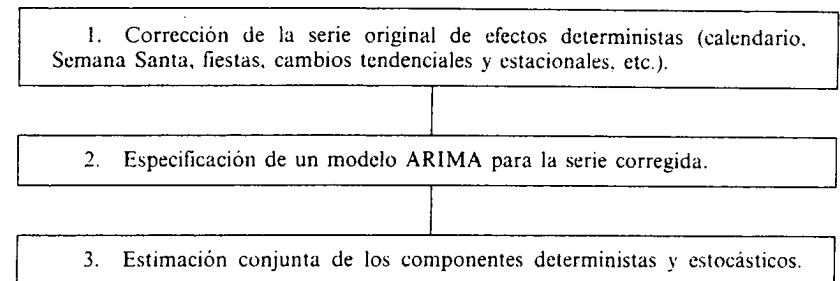 1. Corrección de la serie original de efectos deterministas (calendario,
Semana Santa, fiestas, cambios tendenciales y estacionales, etc.).
2. Especificación de un modelo ARIMA para la serie corregida.
3. Estimación conjunta de los componentes deterministas y estocásticos.